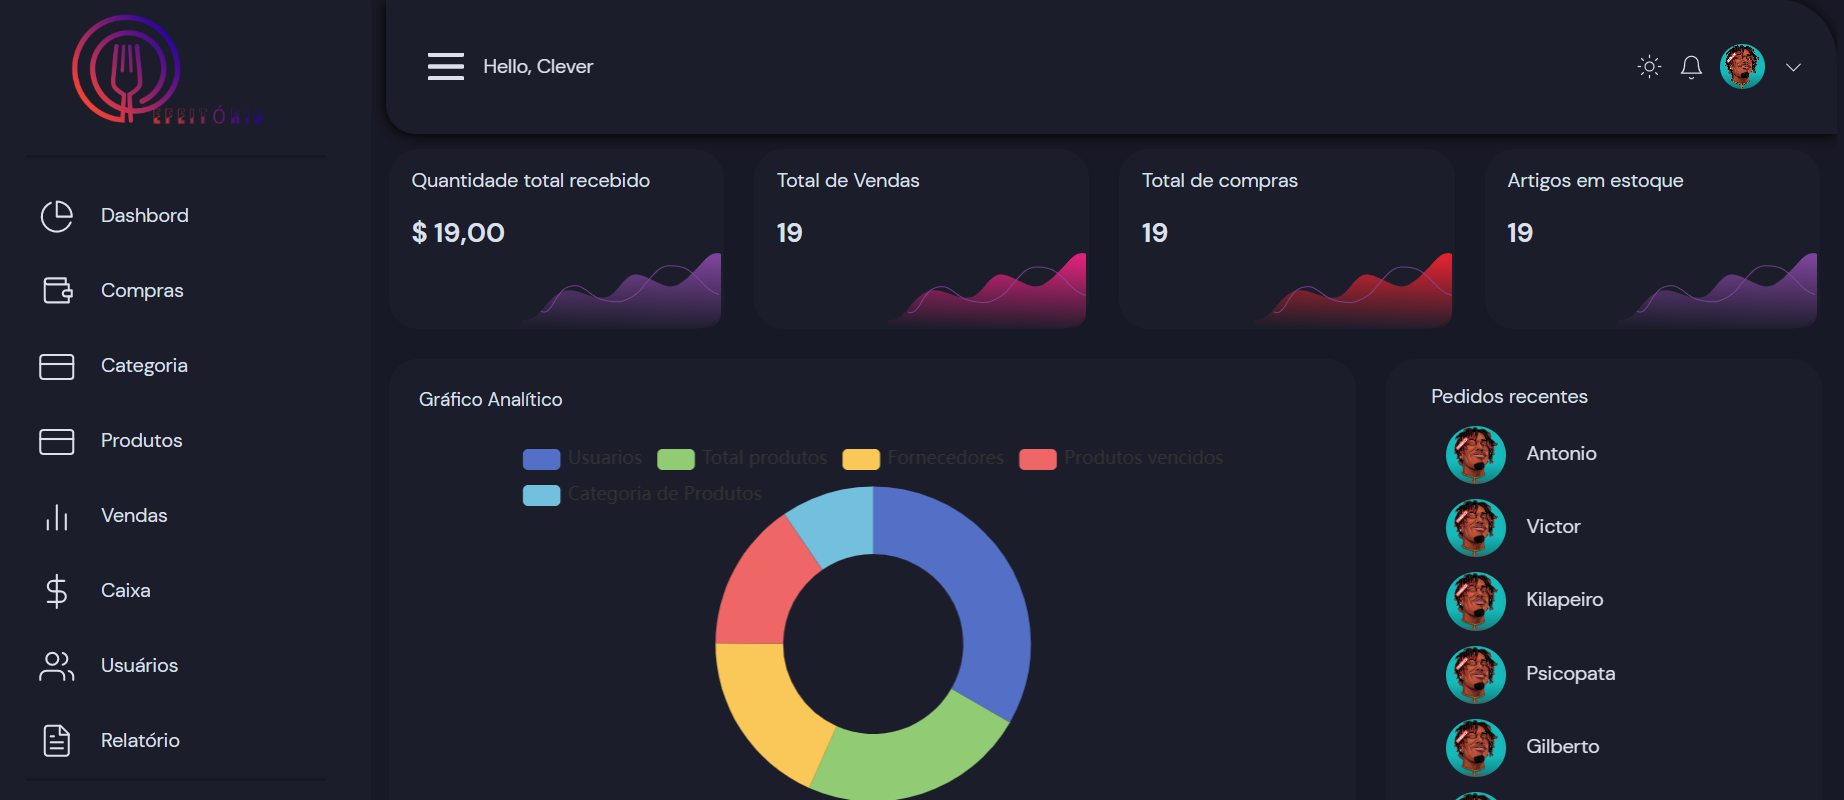 Hello, Clever
Dashbord
Compras
Categoria
Produtos
Vendas
Caixa
Usuários
Relatório
Quantidade total recebido
$ 19,00
Total de Vendas
19
Total de compras
19
Artigos em estoque
19
Gráfico Analítico
Usuarios Total produtos Fornecedores Produtos vencidos
Categoria de Produtos
Pedidos recentes
Antonio
Victor
Kilapeiro
Psicopata
Gilberto